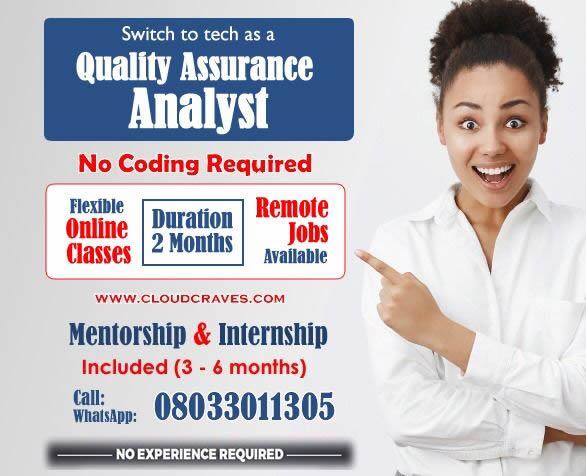 Switch to tech as a
Quality Assurance
Analyst
No Coding Required
Flexible
Online
Classes
Duration
2 Months
Remote
Jobs
Available
WWW.CLOUDCRAVES.COM
Mentorship & Internship
Included (3 - 6 months)
Call:
WhatsApp:
08033011305
NO EXPERIENCE REQUIRED